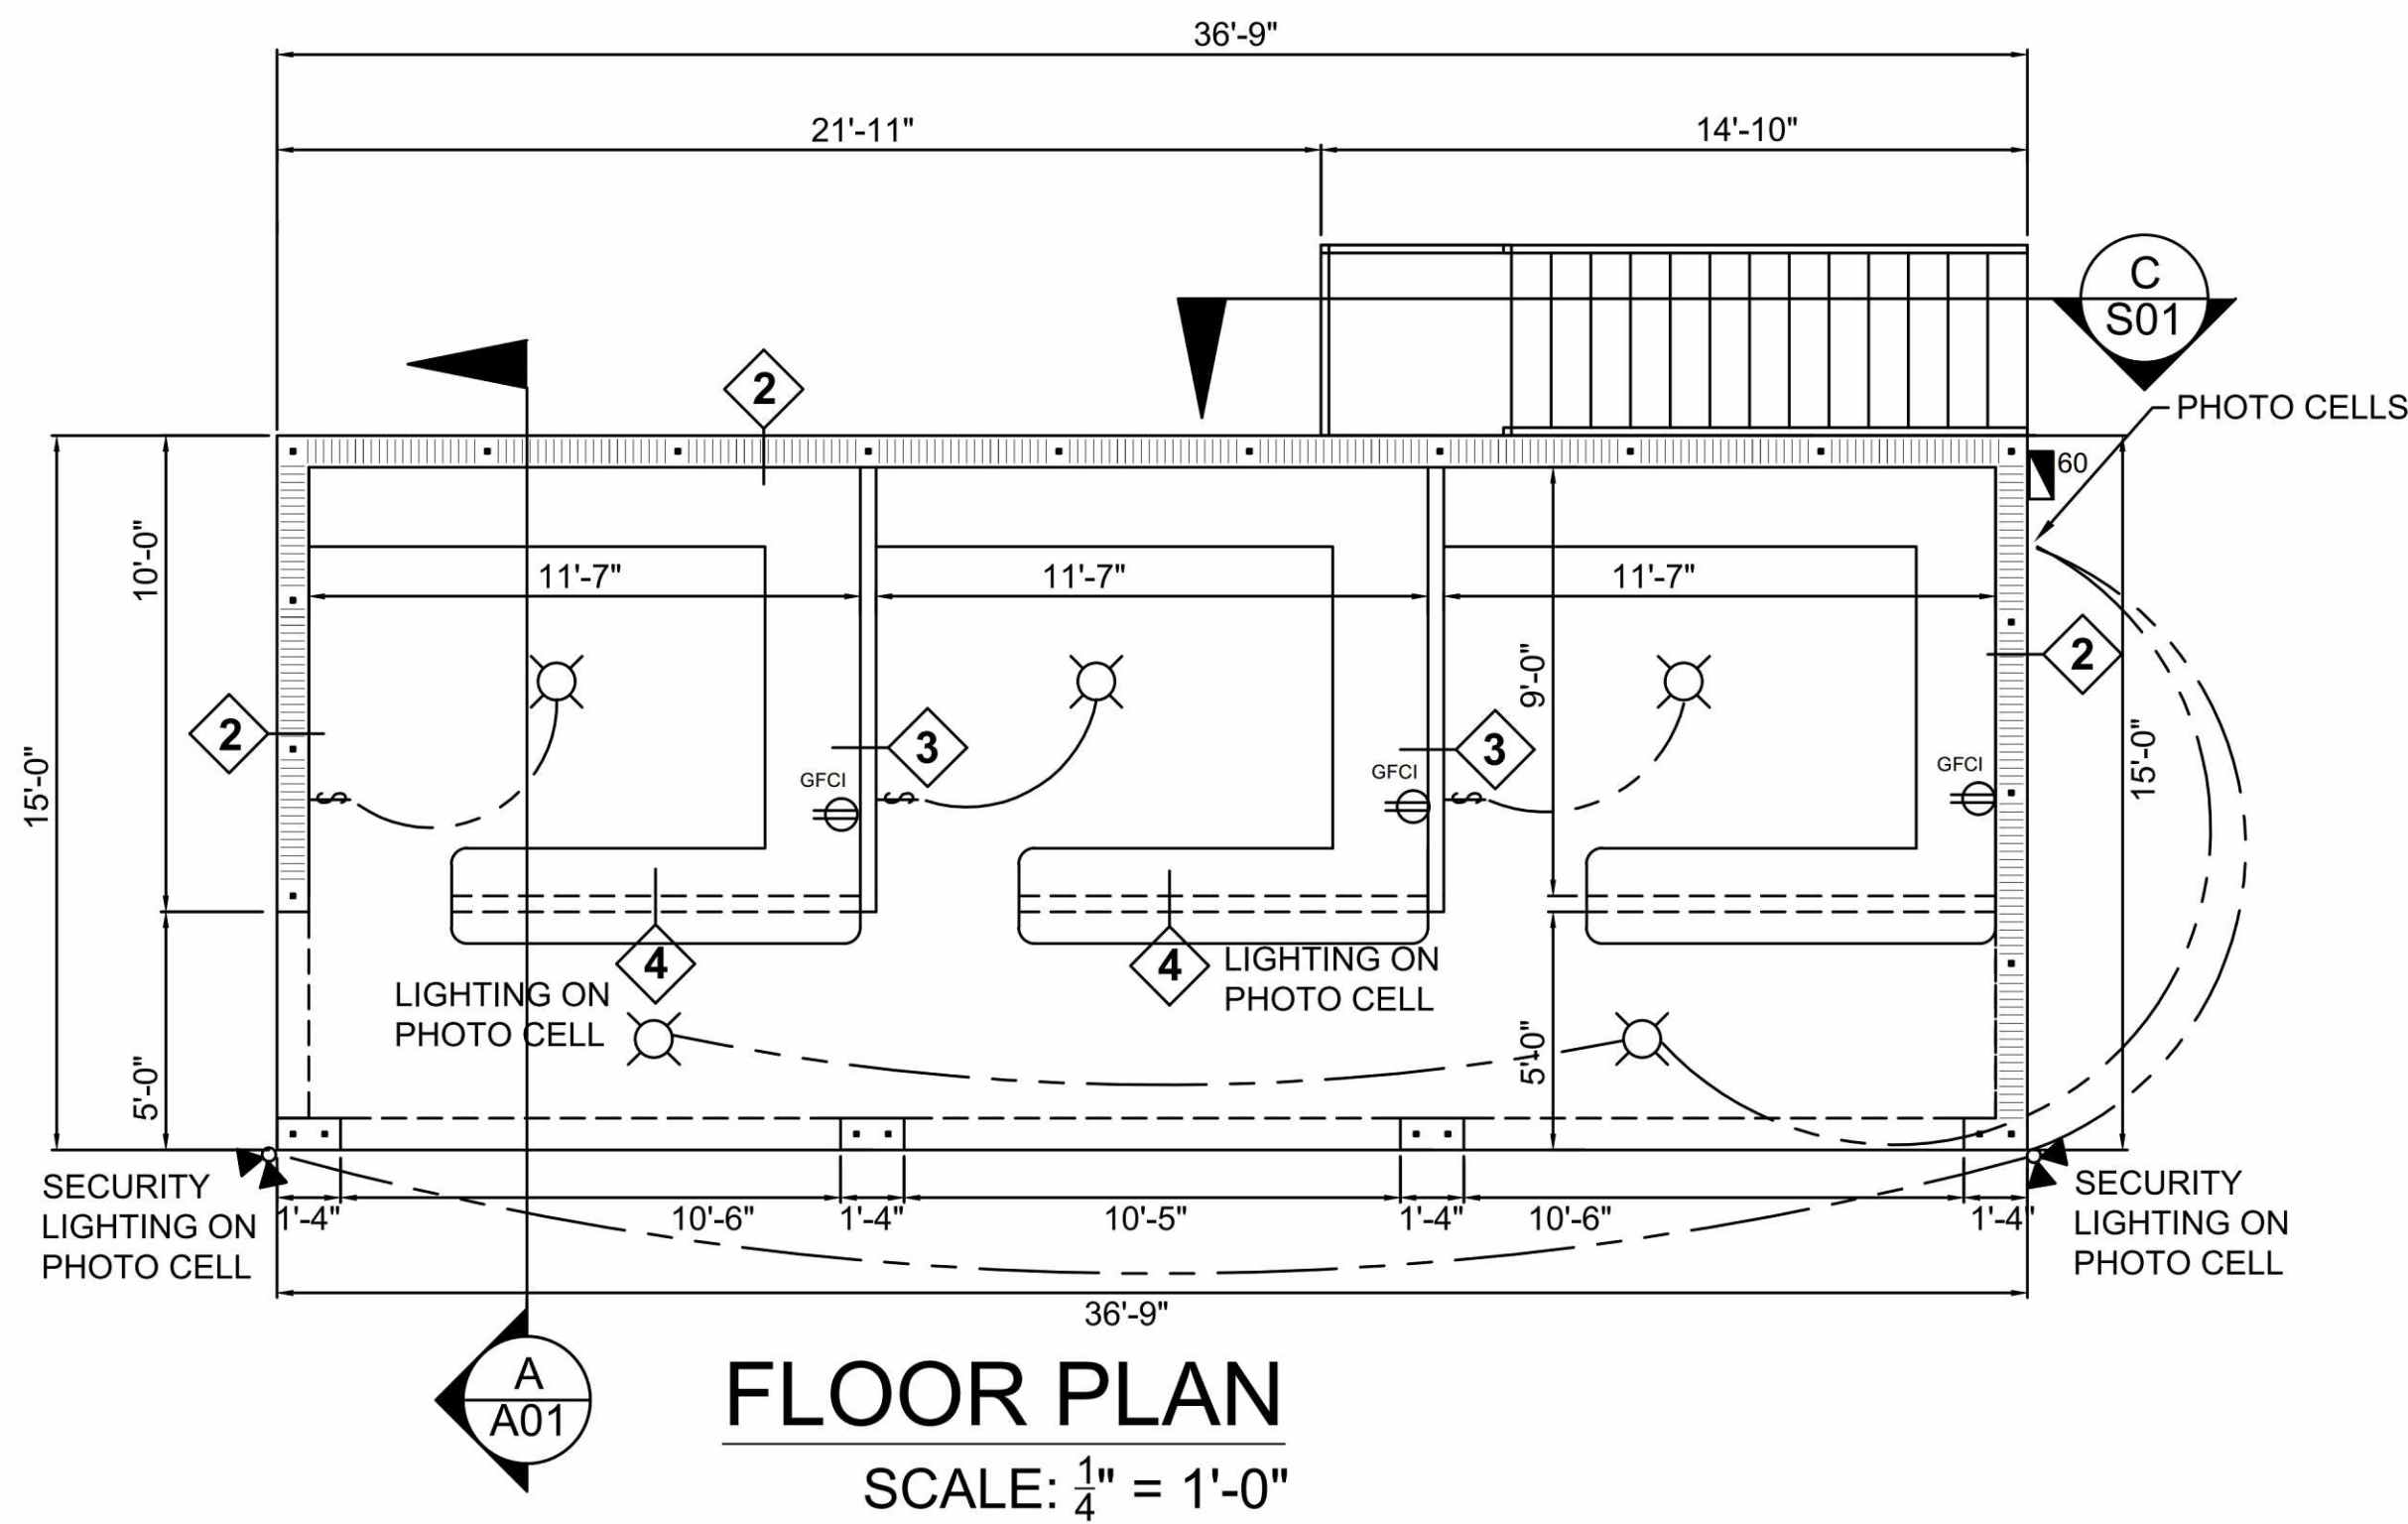 36'-9"
21'-11"
14'-10"
C
S01
2
PHOTO CELLS
60
10'-0"
11'-7"
11'-7"
11'-7"
2
9'-0"
2
3
3
15'-0"
15'-0"
GFCI
GFCI
GFCI
$
$
$
4
4
LIGHTING ON
PHOTO CELL
LIGHTING ON
PHOTO CELL
5'-0"
5'-0"
SECURITY
LIGHTING ON
PHOTO CELL
1'-4"
10'-6"
1'-4"
10'-5"
1'-4"
10'-6"
1'-4"
SECURITY
LIGHTING ON
PHOTO CELL
36'-9"
A
A01
FLOOR PLAN
SCALE: 1/4" = 1'-0"